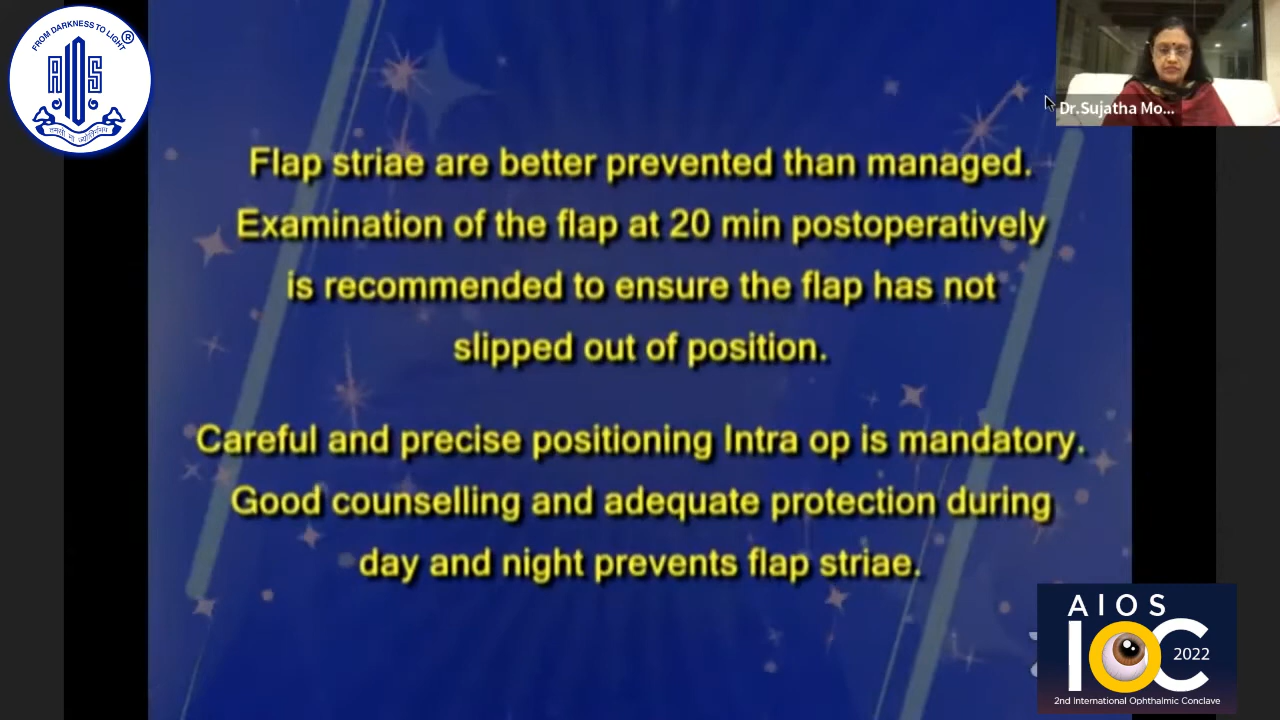 FROM DARKNESS TO LIGHT
®
AIOS
Dr.Sujatha Mo...
Flap striae are better prevented than managed.
Examination of the flap at 20 min postoperatively
is recommended to ensure the flap has not
slipped out of position.
Careful and precise positioning Intra op is mandatory.
Good counselling and adequate protection during
day and night prevents flap striae.
AIOS
IOC
2022
2nd International Ophthalmic Conclave